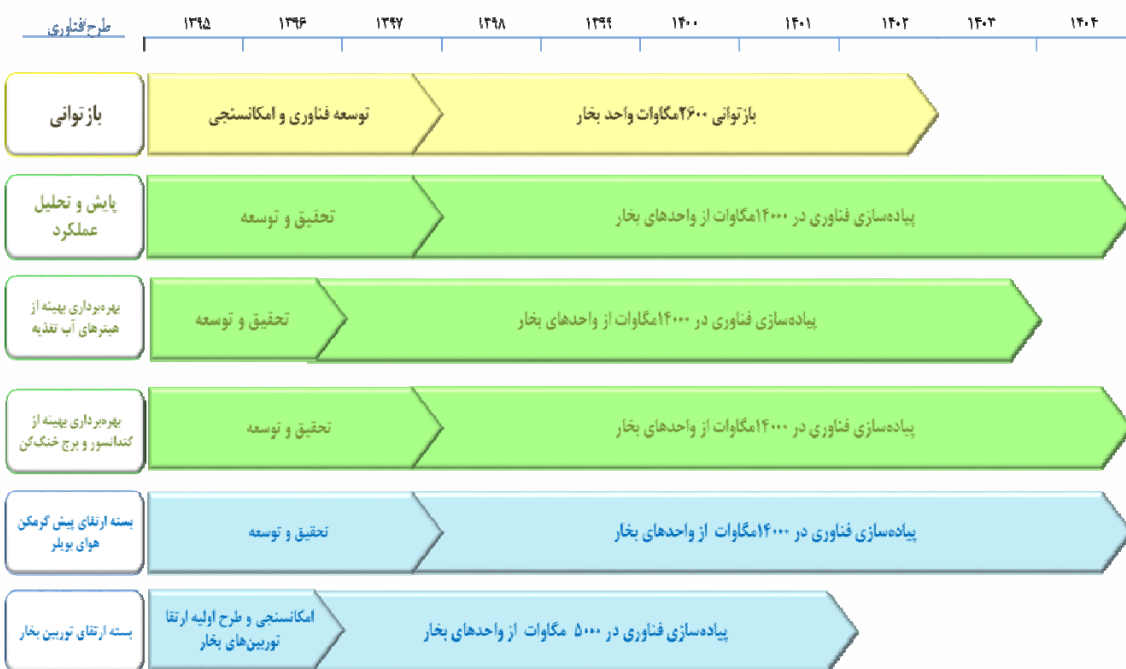 طرح/فناوری
۱۳۹۵ ۱۳۹۶ ۱۳۹۷ ۱۳۹۸ ۱۳۹۹ ۱۴۰۰ ۱۴۰۱ ۱۴۰۲ ۱۴۰۳ ۱۴۰۴
بازتوانی
توسعه فناوری و امکانسنجی
بازتوانی ۲۶۰۰مگاوات واحد بخار
پایش و تحلیل
عملکرد
تحقیق و توسعه
پیاده‌سازی فناوری در ۱۴۰۰۰مگاوات از واحدهای بخار
بهره‌برداری بهینه از
هیترهای آب تغذیه
تحقیق و توسعه
پیاده‌سازی فناوری در ۱۴۰۰۰مگاوات از واحدهای بخار
بهره‌برداری بهینه از
کندانسور و برج خنک‌کن
تحقیق و توسعه
پیاده‌سازی فناوری در ۱۴۰۰۰مگاوات از واحدهای بخار
بسته ارتقای پیش گرمکن
هوای بویلر
تحقیق و توسعه
پیاده‌سازی فناوری در ۱۴۰۰۰مگاوات از واحدهای بخار
بسته ارتقای توربین بخار
امکانسنجی و طرح اولیه ارتقا
توربین‌های بخار
پیاده‌سازی فناوری در ۵۰۰۰ مگاوات از واحدهای بخار